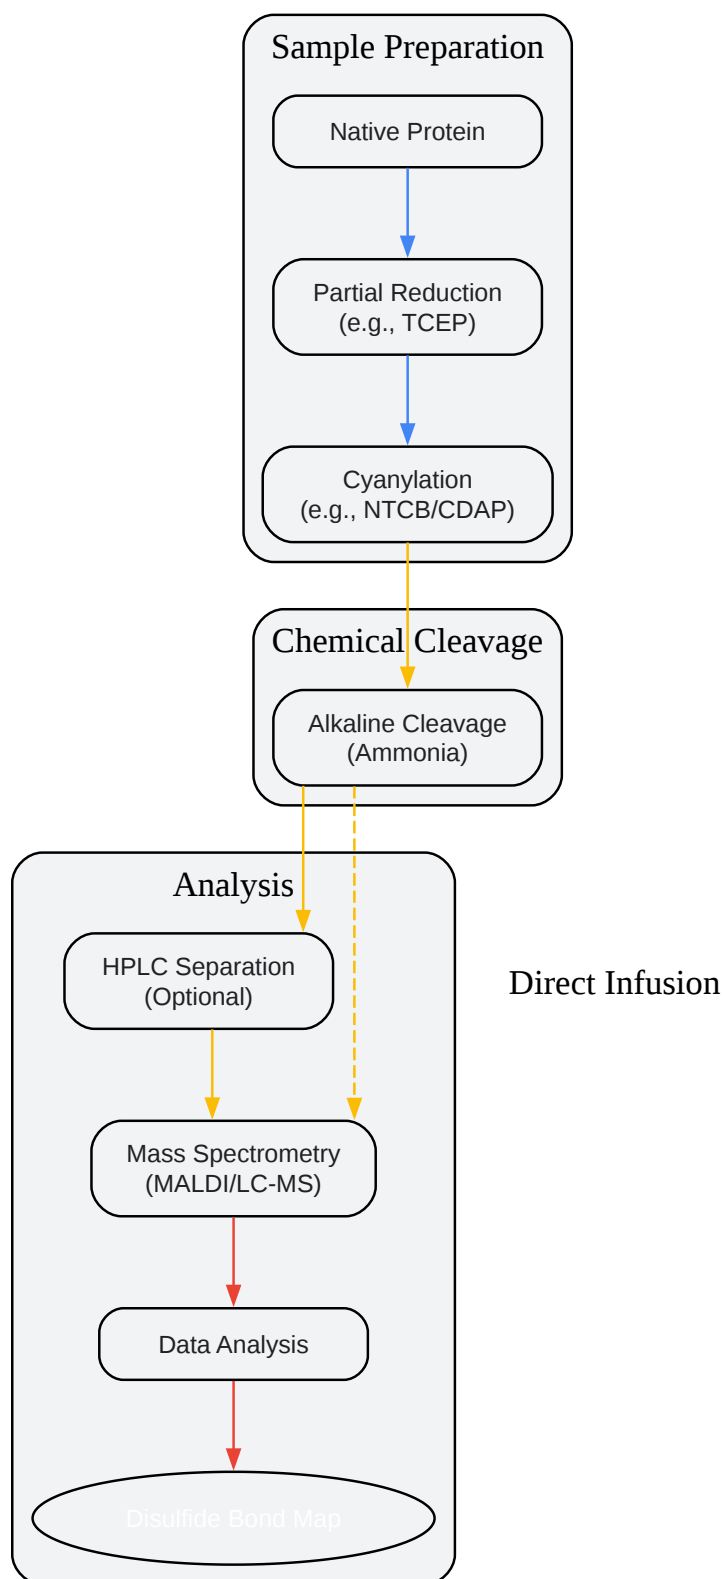 Sample Preparation
Native Protein
Partial Reduction
(e.g., TCEP)
Cyanylation
(e.g., NTCB/CDAP)
Chemical Cleavage
Alkaline Cleavage
(Ammonia)
Analysis
HPLC Separation
(Optional)
Direct Infusion
Mass Spectrometry
(MALDI/LC-MS)
Data Analysis
Disulfide Bond Map